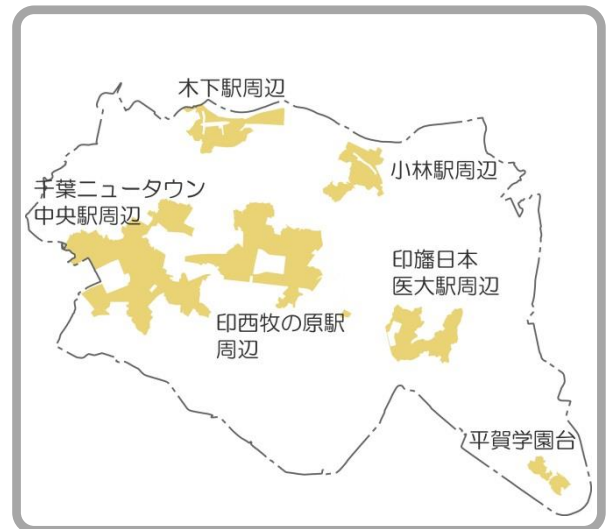 木下駅周辺
小林駅周辺
千葉ニュータウン
中央駅周辺
印旛日本
医大駅周辺
印西牧の原駅
周辺
平賀学園台